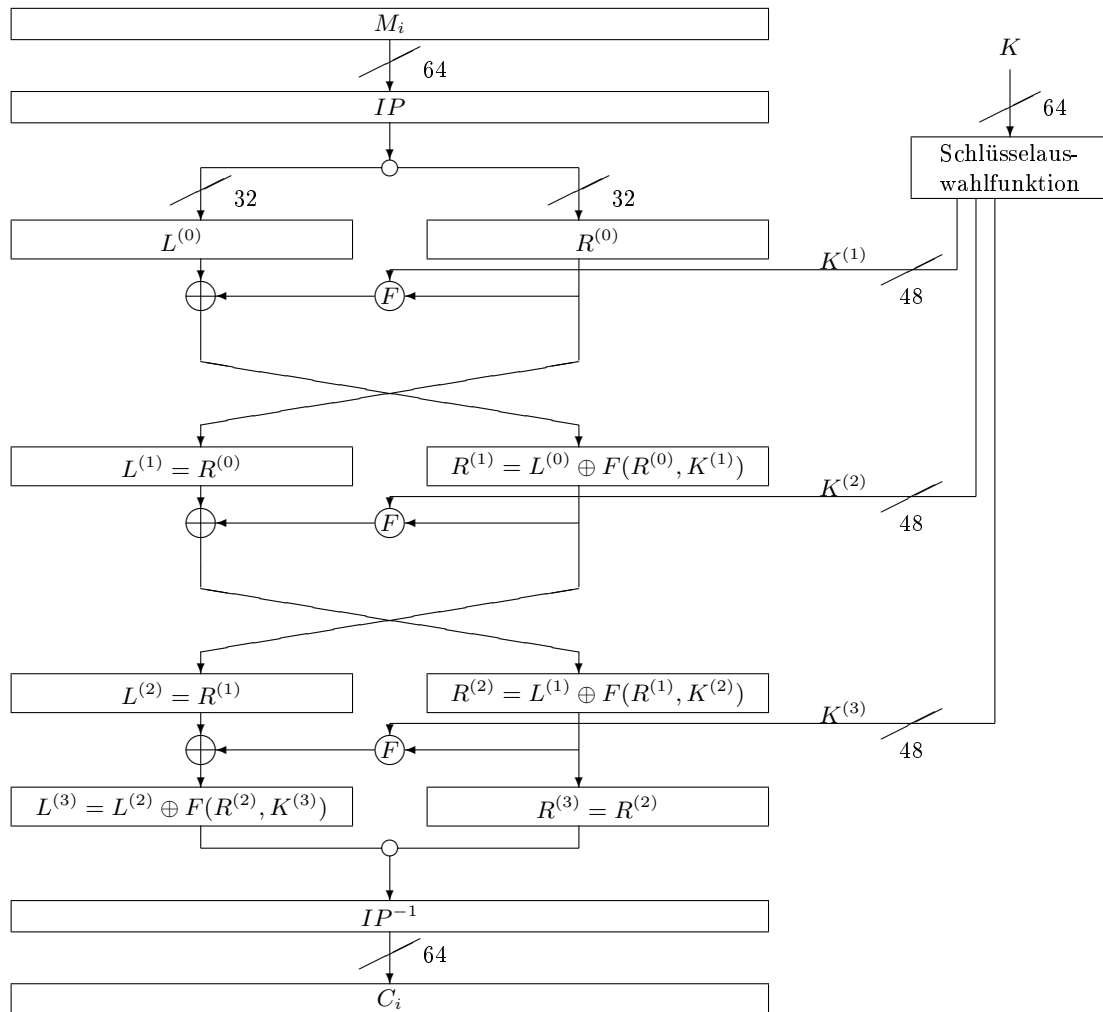 M_i
64
K
IP
64
Schlüsselaus-
wahlfunktion
32
32
L^{(0)}
R^{(0)}
K^{(1)}
F
48
L^{(1)} = R^{(0)}
R^{(1)} = L^{(0)} ⊕ F(R^{(0)}, K^{(1)})
K^{(2)}
F
48
L^{(2)} = R^{(1)}
R^{(2)} = L^{(1)} ⊕ F(R^{(1)}, K^{(2)})
K^{(3)}
F
48
L^{(3)} = L^{(2)} ⊕ F(R^{(2)}, K^{(3)})
R^{(3)} = R^{(2)}
IP^{-1}
64
C_i